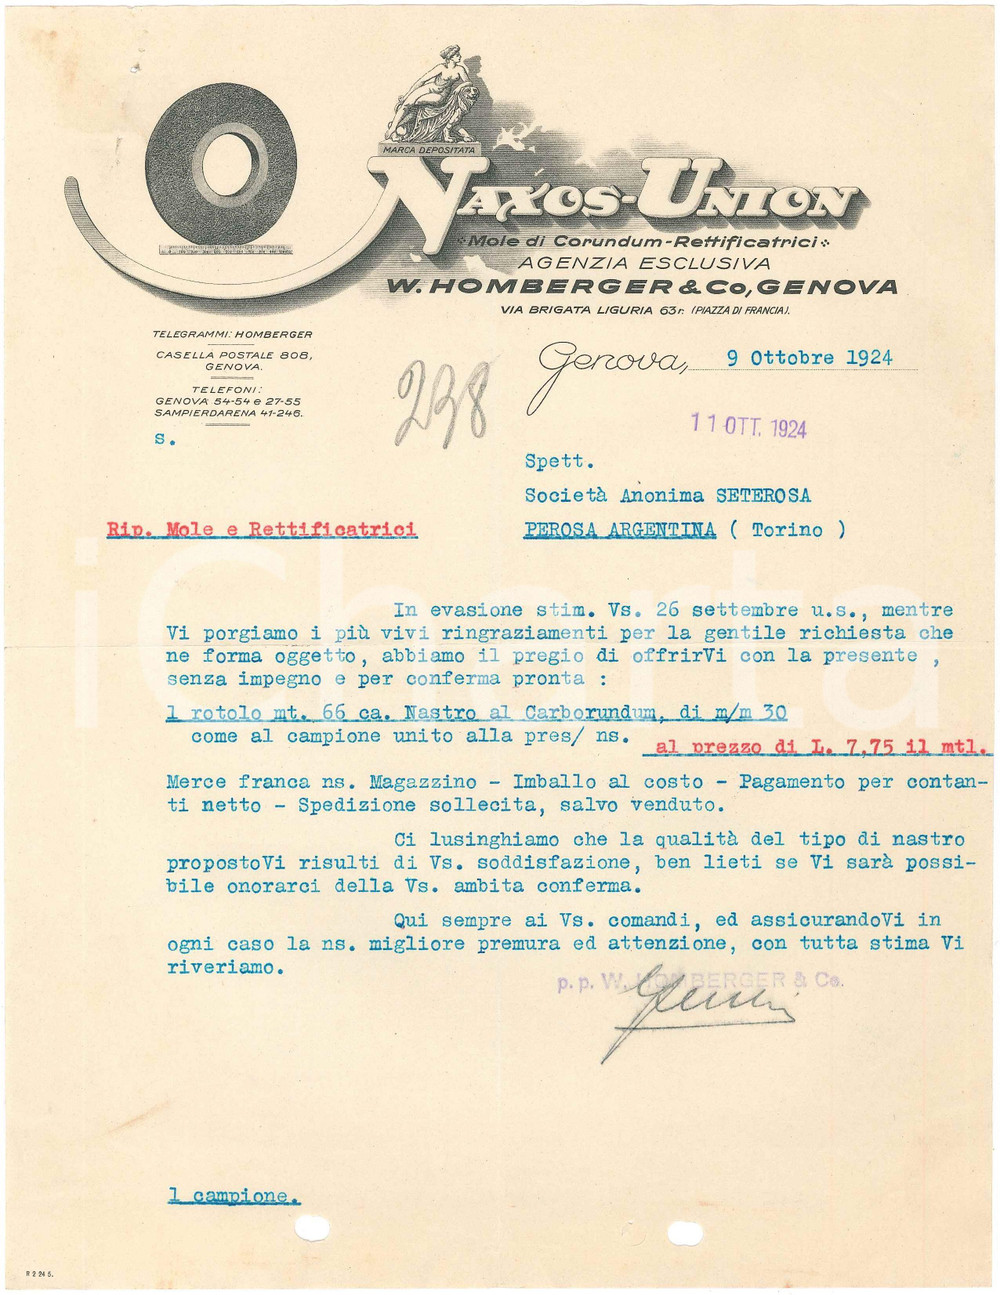 MARCA DEPOSITATA
NAXOS-UNION
Mole di Corundum-Rettificatrici
AGENZIA ESCLUSIVA
W. HOMBERGER & Co, GENOVA
VIA BRIGATA LIGURIA 63r. (PIAZZA DI FRANCIA).
TELEGRAMMI: HOMBERGER
CASELLA POSTALE 808,
GENOVA.
TELEFONI:
GENOVA 54-54 e 27-55
SAMPIERDARENA 41-246.
s.
Genova, 9 Ottobre 1924
238
11 OTT. 1924
Spett.
Società Anonima SETEROSA
PEROSA ARGENTINA ( Torino )
Rip. Mole e Rettificatrici
In evasione stim. Vs. 26 settembre u.s., mentre
Vi porgiamo i più vivi ringraziamenti per la gentile richiesta che
ne forma oggetto, abbiamo il pregio di offrirVi con la presente ,
senza impegno e per conferma pronta :
1 rotolo mt. 66 ca. Nastro al Carborundum, di m/m 30
come al campione unito alla pres/ ns.
al prezzo di L. 7,75 il mtl.
Merce franca ns. Magazzino - Imballo al costo - Pagamento per contan-
ti netto - Spedizione sollecita, salvo venduto.
Ci lusinghiamo che la qualità del tipo di nastro
propostoVi risulti di Vs. soddisfazione, ben lieti se Vi sarà possi-
bile onorarci della Vs. ambita conferma.
Qui sempre ai Vs. comandi, ed assicurandoVi in
ogni caso la ns. migliore premura ed attenzione, con tutta stima Vi
riveriamo.
p.p. W. HOMBERGER & Co.
1 campione.
R 2 24 5.
iCharta